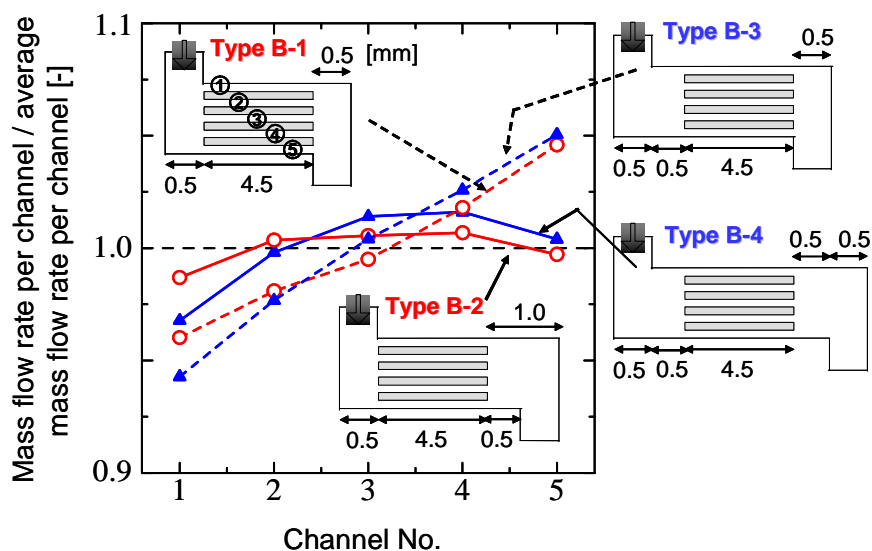 Mass flow rate per channel / average
mass flow rate per channel [-]
1.1
1.0
0.9
1 2 3 4 5
Channel No.
Type B-1
0.5 [mm]
①
②
③
④
⑤
0.5 4.5
Type B-2
1.0
0.5 4.5 0.5
Type B-3
0.5
0.5 0.5 4.5
Type B-4
0.5 0.5
0.5 0.5 4.5